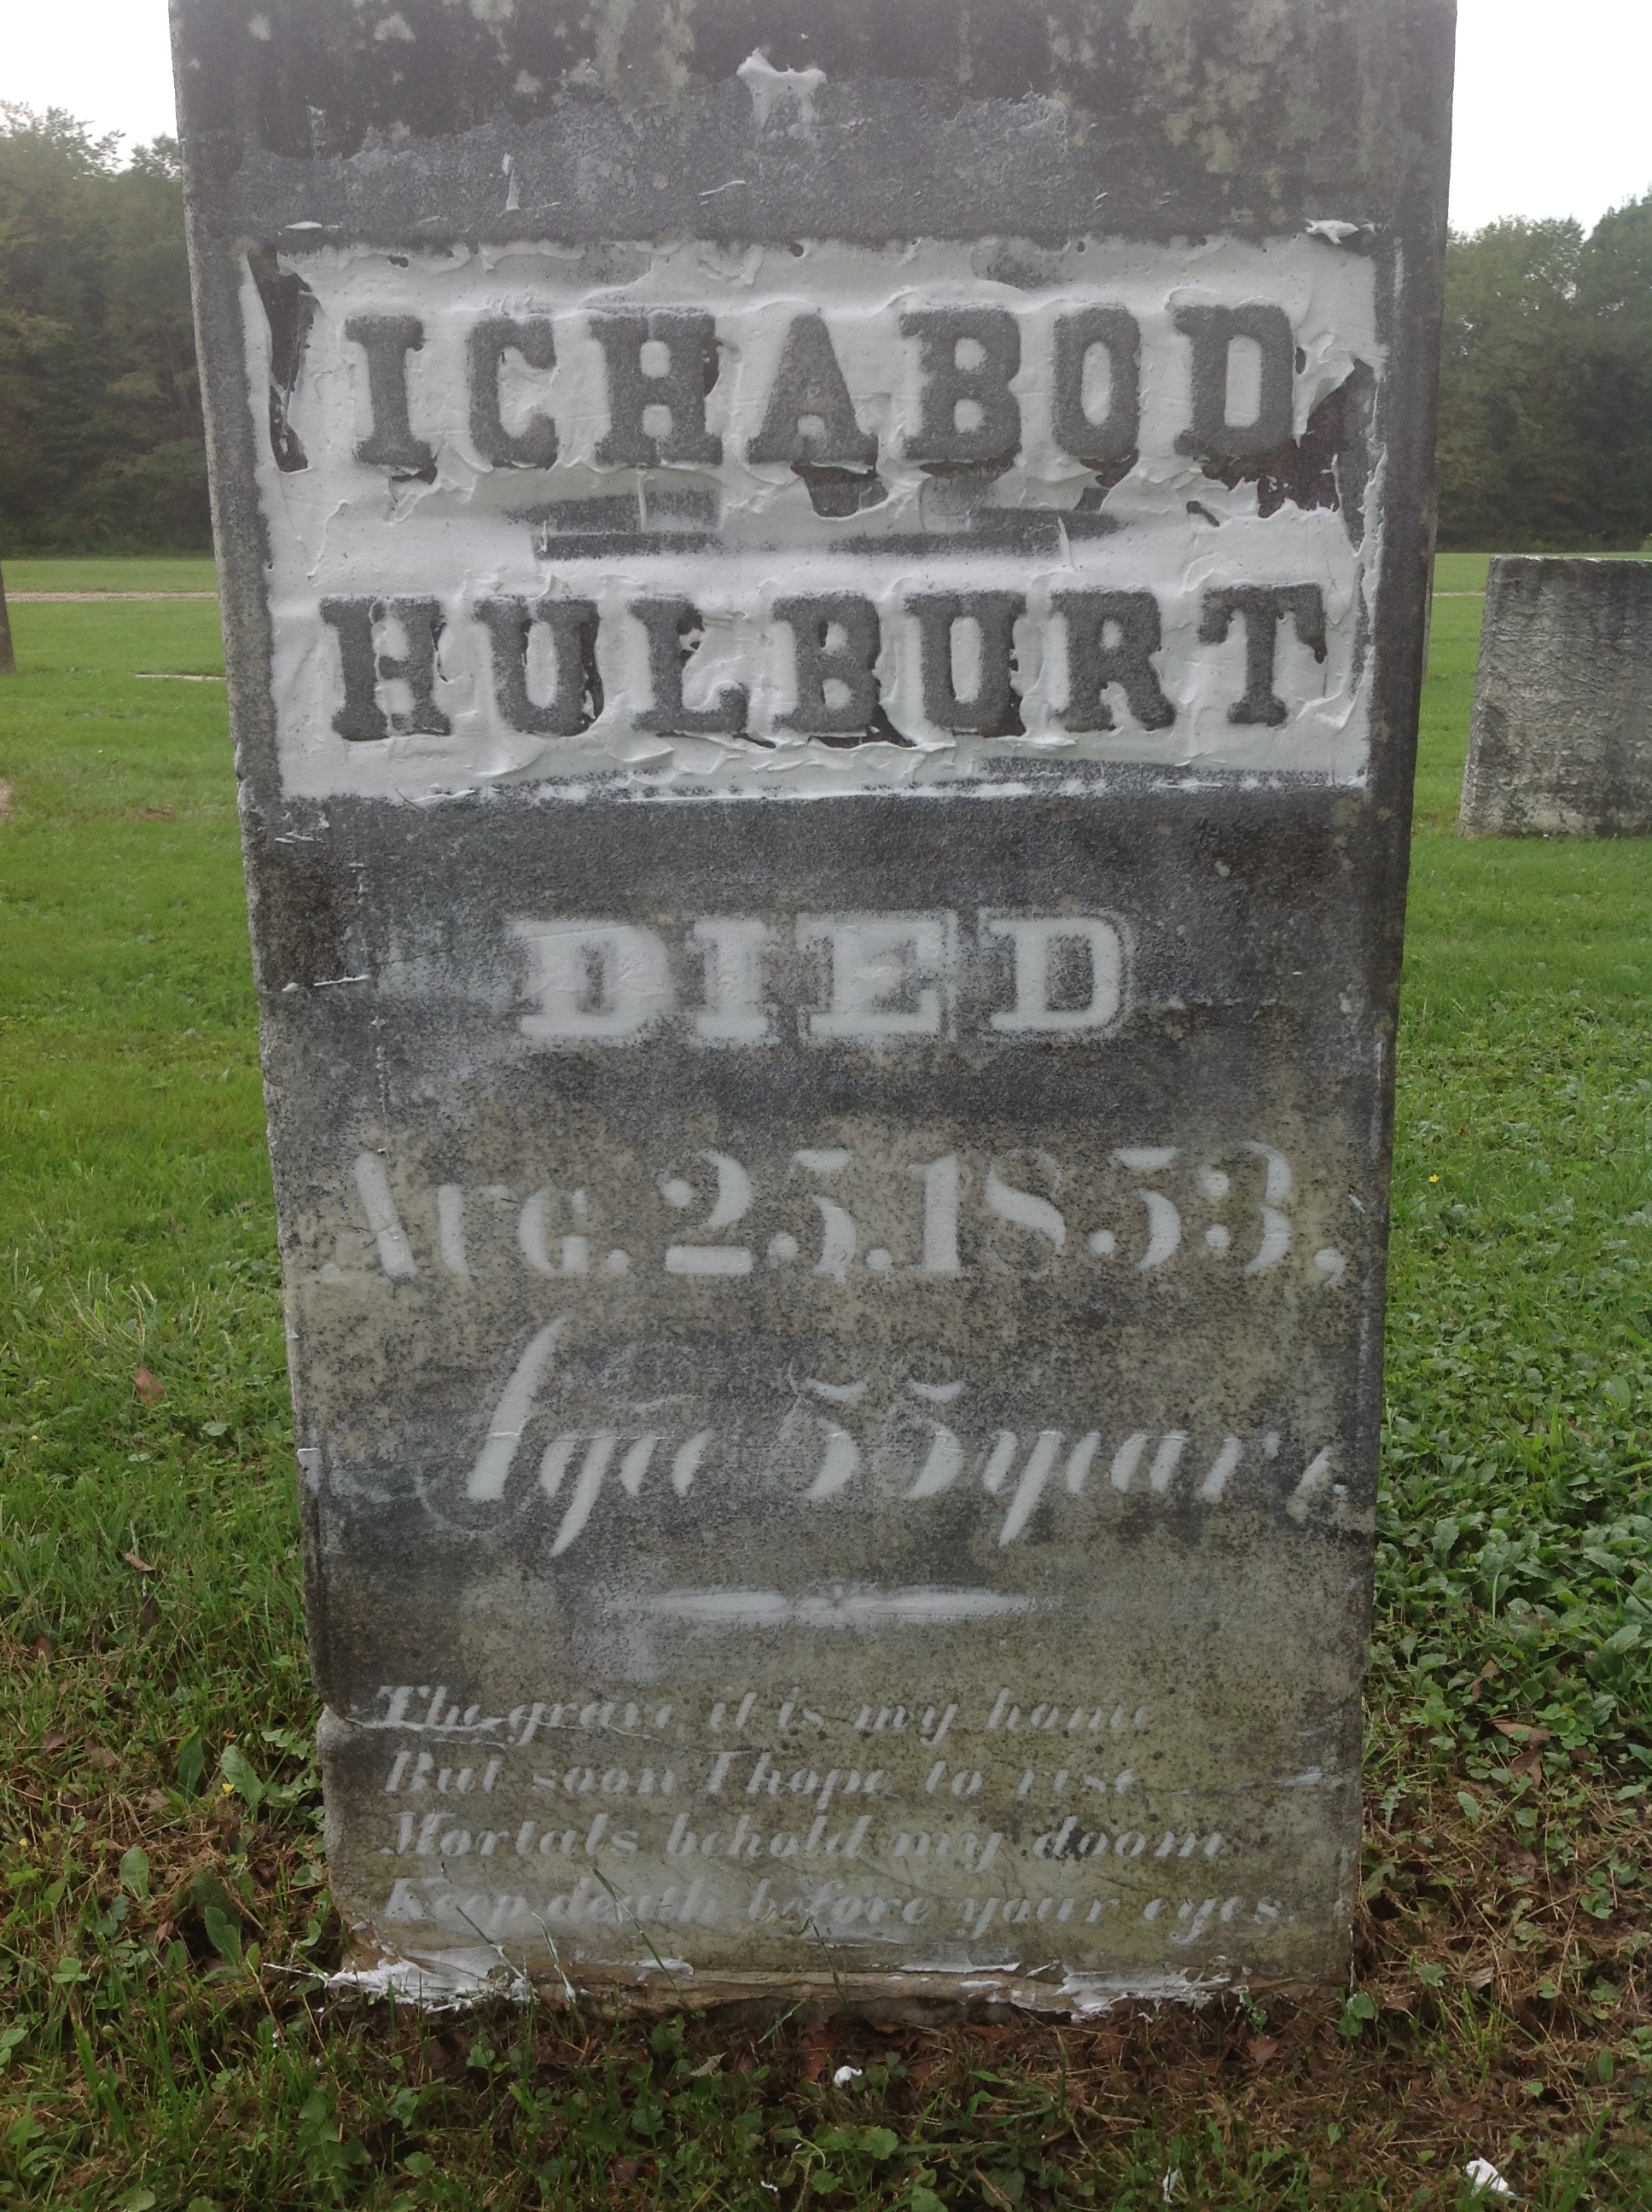 ICHABOD
HULBURT
DIED
AUG. 25, 1853,
Age 55 years
The grave it is my home
But soon I hope to rise
Mortals behold my doom
Keep death before your eyes.